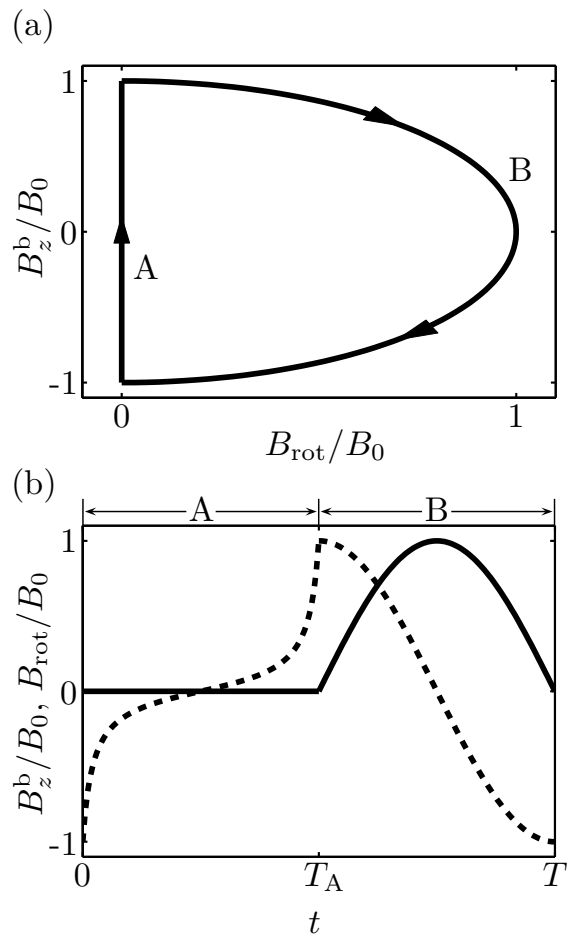 (a)
1
0
-1
B_z^b/B_0
B
A
0
1
B_rot/B_0
(b)
A
B
1
0
-1
B_z^b/B_0, B_rot/B_0
0
T_A
T
t